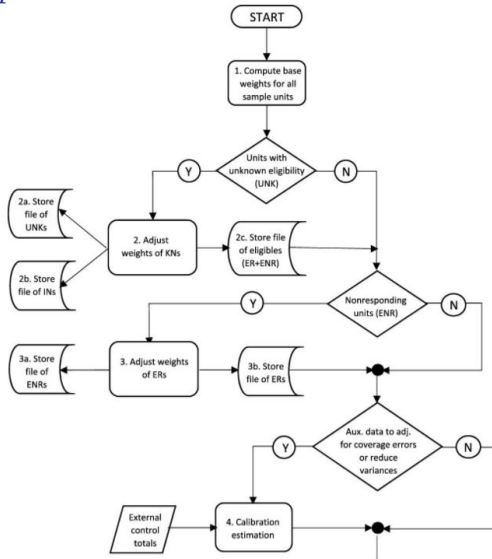 START
1. Compute base
weights for all
sample units
Units with
unknown eligibility
(UNK)
Y
N
2a. Store
file of
UNKs
2. Adjust
weights of KNs
2c. Store file
of eligibles
(ER+ENR)
2b. Store
file of INs
Nonresponding
units (ENR)
Y
N
3a. Store
file of
ENRs
3. Adjust weights
of ERs
3b. Store
file of ERs
Aux. data to adj.
for coverage errors
or reduce
variances
Y
N
External
control
totals
4. Calibration
estimation